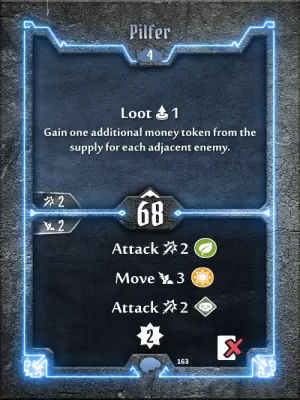 Pilfer
4
Loot 1
Gain one additional money token from the
supply for each adjacent enemy.
2
68
2
Attack 2
Move 3
Attack 2
2
163